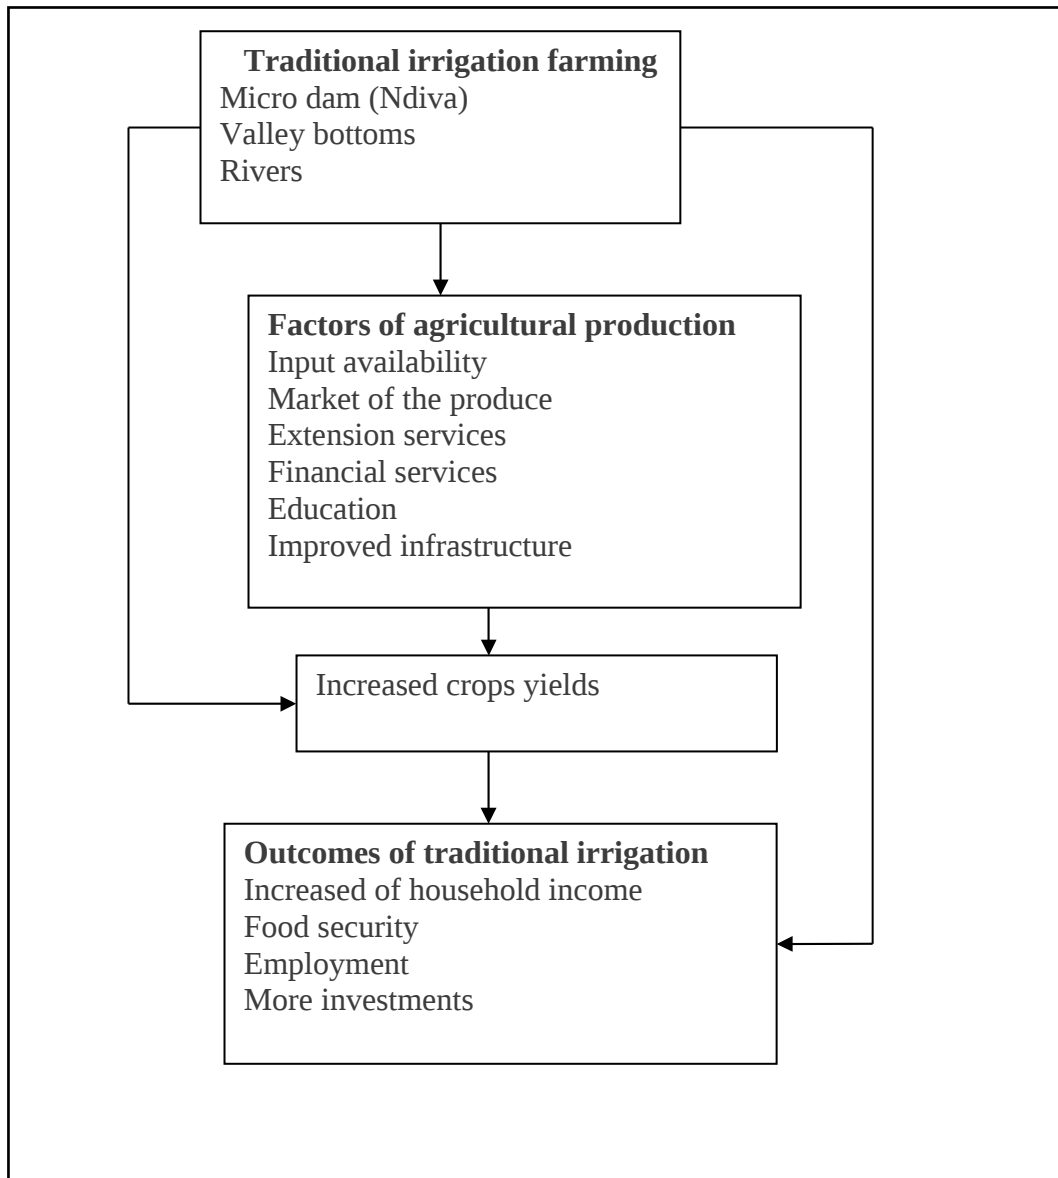 Traditional irrigation farming
Micro dam (Ndiva)
Valley bottoms
Rivers
Factors of agricultural production
Input availability
Market of the produce
Extension services
Financial services
Education
Improved infrastructure
Increased crops yields
Outcomes of traditional irrigation
Increased of household income
Food security
Employment
More investments